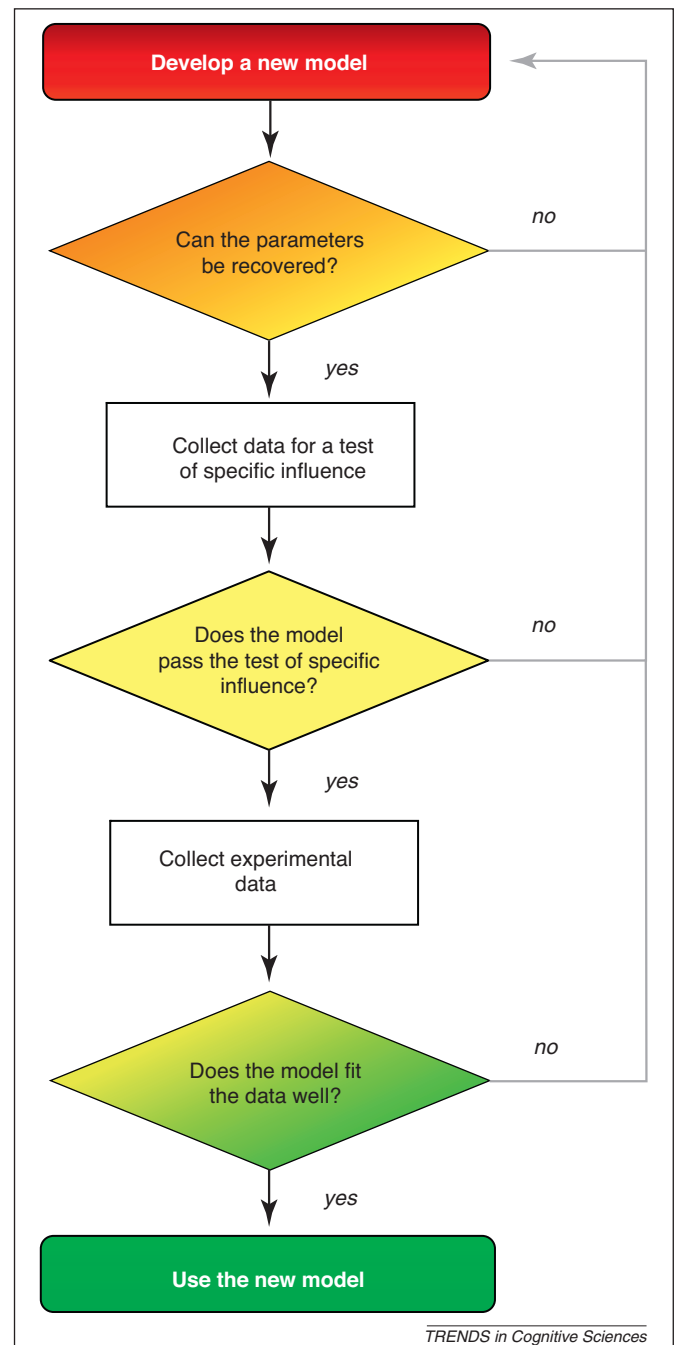 Develop a new model
Can the parameters
be recovered?
no
yes
Collect data for a test
of specific influence
Does the model
pass the test of specific
influence?
no
yes
Collect experimental
data
Does the model fit
the data well?
no
yes
Use the new model
TRENDS in Cognitive Sciences